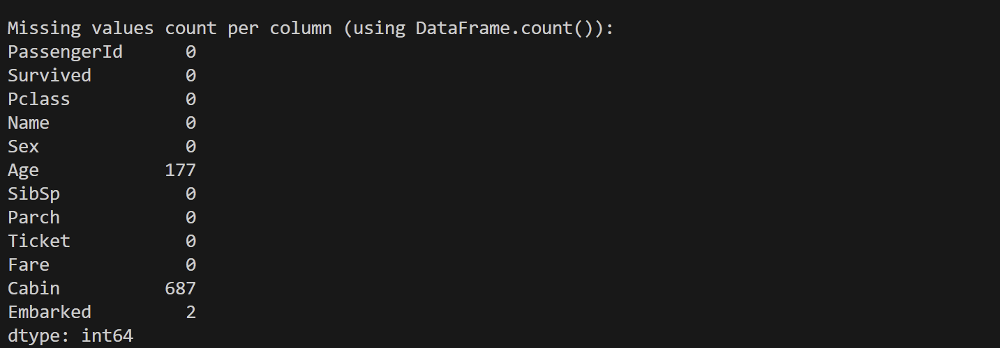 Missing values count per column (using DataFrame.count()):
PassengerId      0
Survived         0
Pclass           0
Name             0
Sex              0
Age            177
SibSp            0
Parch            0
Ticket           0
Fare             0
Cabin          687
Embarked         2
dtype: int64